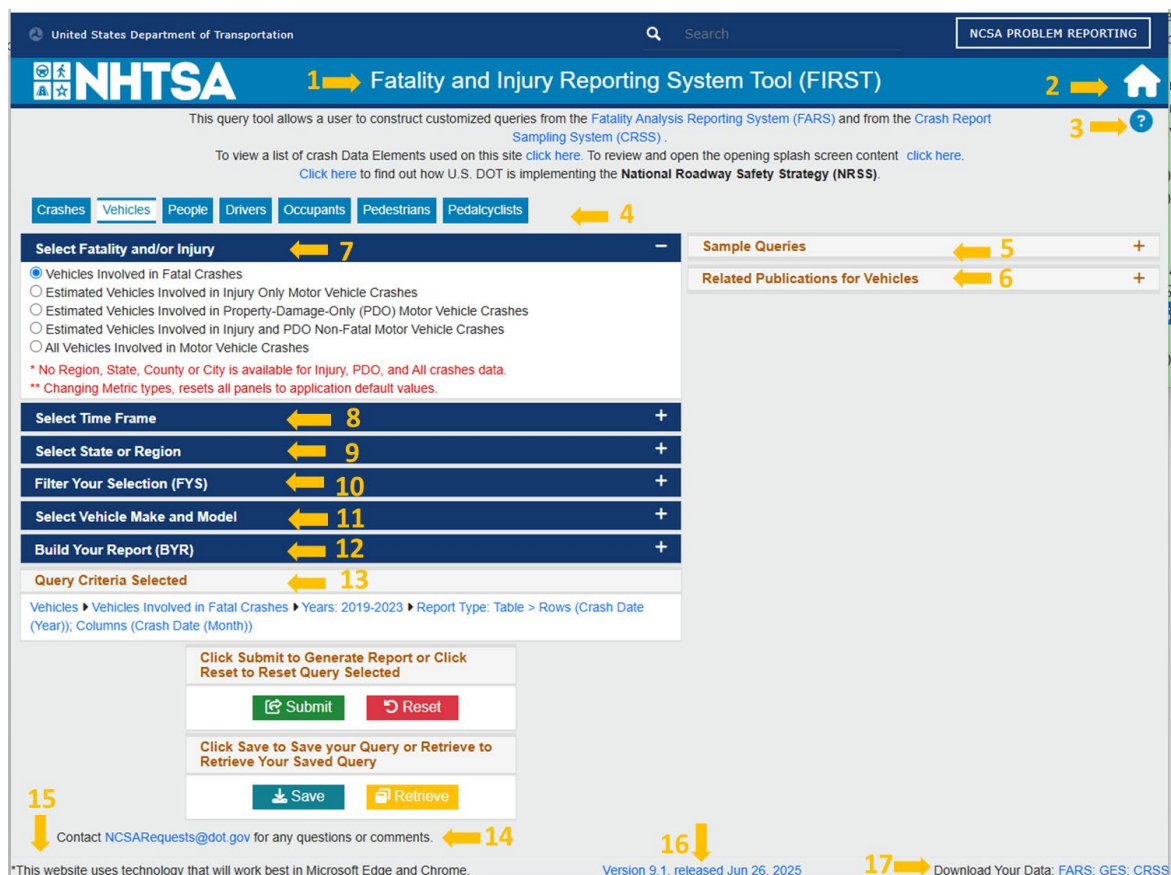 United States Department of Transportation
Search
NCSA PROBLEM REPORTING
NHTSA
1
Fatality and Injury Reporting System Tool (FIRST)
2
This query tool allows a user to construct customized queries from the Fatality Analysis Reporting System (FARS) and from the Crash Report
Sampling System (CRSS) .
3
?
To view a list of crash Data Elements used on this site click here. To review and open the opening splash screen content click here.
Click here to find out how U.S. DOT is implementing the National Roadway Safety Strategy (NRSS).
Crashes Vehicles People Drivers Occupants Pedestrians Pedalcyclists
4
Select Fatality and/or Injury
7
−
Vehicles Involved in Fatal Crashes
Estimated Vehicles Involved in Injury Only Motor Vehicle Crashes
Estimated Vehicles Involved in Property-Damage-Only (PDO) Motor Vehicle Crashes
Estimated Vehicles Involved in Injury and PDO Non-Fatal Motor Vehicle Crashes
All Vehicles Involved in Motor Vehicle Crashes
* No Region, State, County or City is available for Injury, PDO, and All crashes data.
** Changing Metric types, resets all panels to application default values.
Sample Queries
5
+
Related Publications for Vehicles
6
+
Select Time Frame
8
+
Select State or Region
9
+
Filter Your Selection (FYS)
10
+
Select Vehicle Make and Model
11
+
Build Your Report (BYR)
12
+
Query Criteria Selected
13
Vehicles Vehicles Involved in Fatal Crashes Years: 2019-2023 Report Type: Table > Rows (Crash Date
(Year)); Columns (Crash Date (Month))
Click Submit to Generate Report or Click
Reset to Reset Query Selected
Submit
Reset
Click Save to Save your Query or Retrieve to
Retrieve Your Saved Query
Save
Retrieve
15
Contact NCSARequests@dot.gov for any questions or comments.
14
16
17
*This website uses technology that will work best in Microsoft Edge and Chrome.
Version 9.1, released Jun 26, 2025
Download Your Data: FARS; GES; CRSS